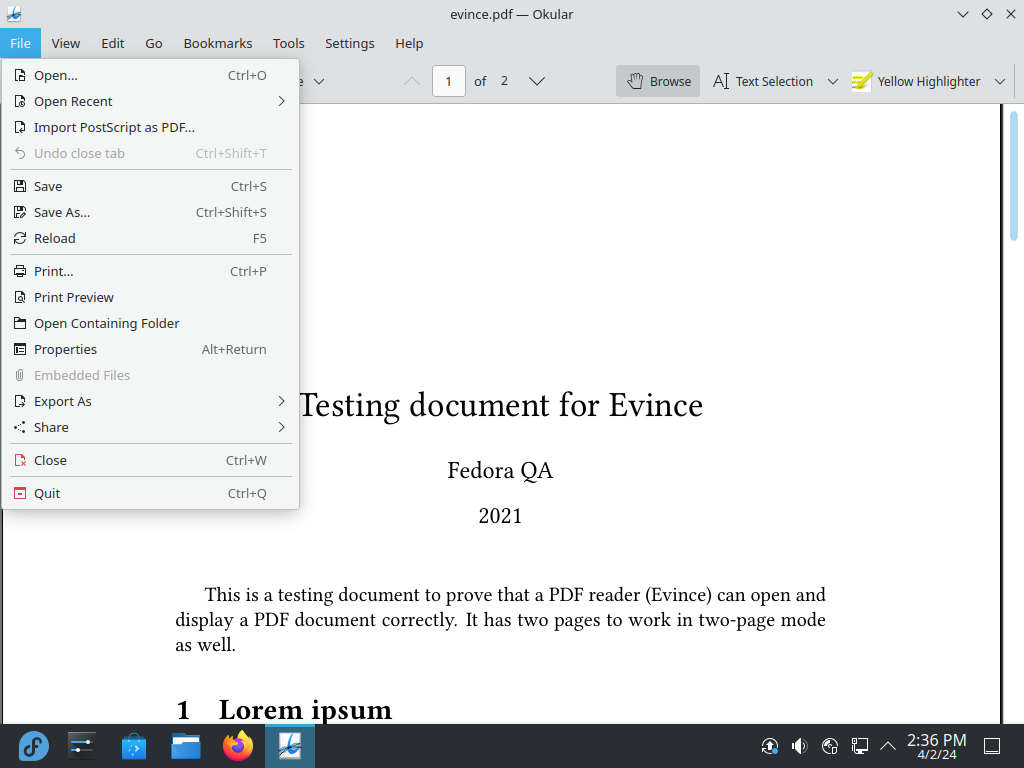 evince.pdf — Okular
File View Edit Go Bookmarks Tools Settings Help
Open... Ctrl+O
Open Recent
Import PostScript as PDF...
Undo close tab Ctrl+Shift+T
Save Ctrl+S
Save As... Ctrl+Shift+S
Reload F5
Print... Ctrl+P
Print Preview
Open Containing Folder
Properties Alt+Return
Embedded Files
Export As
Share
Close Ctrl+W
Quit Ctrl+Q
1 of 2 Browse Text Selection Yellow Highlighter
Testing document for Evince
Fedora QA
2021
This is a testing document to prove that a PDF reader (Evince) can open and
display a PDF document correctly. It has two pages to work in two-page mode
as well.
1 Lorem ipsum
2:36 PM
4/2/24